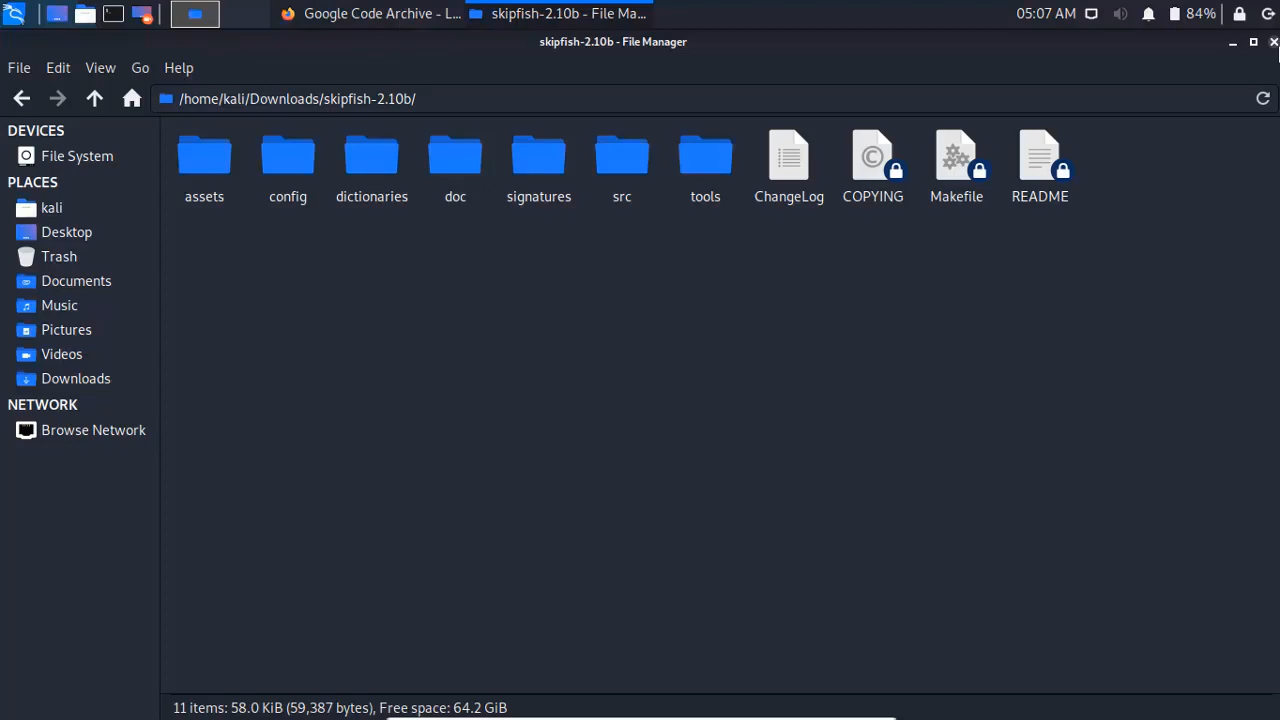 Google Code Archive - L...
skipfish-2.10b - File Ma...
05:07 AM
84%
skipfish-2.10b - File Manager
File Edit View Go Help
/home/kali/Downloads/skipfish-2.10b/
DEVICES
File System
PLACES
kali
Desktop
Trash
Documents
Music
Pictures
Videos
Downloads
NETWORK
Browse Network
assets config dictionaries doc signatures src tools ChangeLog COPYING Makefile README
11 items: 58.0 KiB (59,387 bytes), Free space: 64.2 GiB